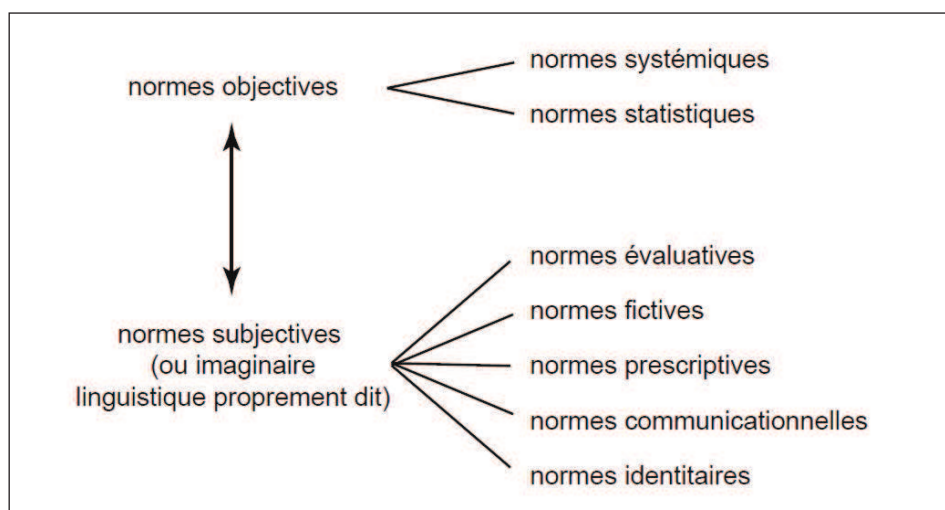 normes objectives
normes systémiques
normes statistiques
normes subjectives
(ou imaginaire
linguistique proprement dit)
normes évaluatives
normes fictives
normes prescriptives
normes communicationnelles
normes identitaires